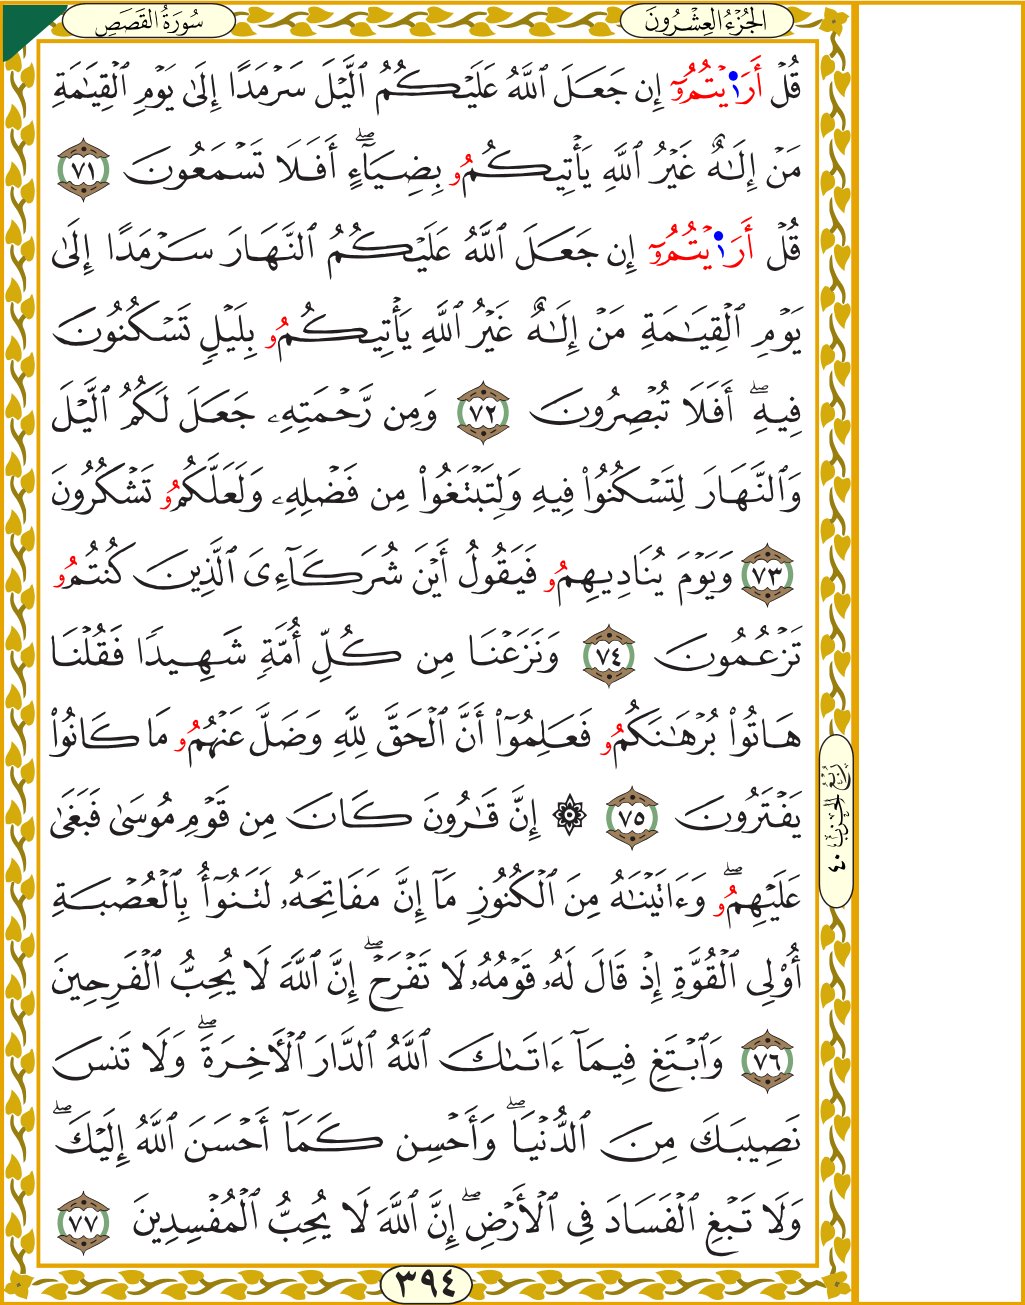 الجُزْءُ العِشْرُونَ
سُورَةُ القَصَصِ
قُلۡ أَرَٰٓيۡتُمُۥٓ إِن جَعَلَ ٱللَّهُ عَلَيۡكُمُ ٱلَّيۡلَ سَرۡمَدًا إِلَىٰ يَوۡمِ ٱلۡقِيَٰمَةِ
مَنۡ إِلَٰهٌ غَيۡرُ ٱللَّهِ يَأۡتِيكُمُۥ بِضِيَآءٍۖ أَفَلَا تَسۡمَعُونَ ٧١
قُلۡ أَرَٰٓيۡتُمُۥٓ إِن جَعَلَ ٱللَّهُ عَلَيۡكُمُ ٱلنَّهَارَ سَرۡمَدًا إِلَىٰ
يَوۡمِ ٱلۡقِيَٰمَةِ مَنۡ إِلَٰهٌ غَيۡرُ ٱللَّهِ يَأۡتِيكُمُۥ بِلَيۡلٖ تَسۡكُنُونَ
فِيهِۖ أَفَلَا تُبۡصِرُونَ ٧٢ وَمِن رَّحۡمَتِهِۦ جَعَلَ لَكُمُ ٱلَّيۡلَ
وَٱلنَّهَارَ لِتَسۡكُنُواْ فِيهِ وَلِتَبۡتَغُواْ مِن فَضۡلِهِۦ وَلَعَلَّكُمُۥ تَشۡكُرُونَ
٧٣ وَيَوۡمَ يُنَادِيهِمُۥ فَيَقُولُ أَيۡنَ شُرَكَآءِيَ ٱلَّذِينَ كُنتُمُۥ
تَزۡعُمُونَ ٧٤ وَنَزَعۡنَا مِن كُلِّ أُمَّةٖ شَهِيدٗا فَقُلۡنَا
هَاتُواْ بُرۡهَٰنَكُمُۥ فَعَلِمُوٓاْ أَنَّ ٱلۡحَقَّ لِلَّهِ وَضَلَّ عَنۡهُمُۥ مَا كَانُواْ
يَفۡتَرُونَ ٧٥ ۞ إِنَّ قَٰرُونَ كَانَ مِن قَوۡمِ مُوسَىٰ فَبَغَىٰ
عَلَيۡهِمُۥۖ وَءَاتَيۡنَٰهُ مِنَ ٱلۡكُنُوزِ مَآ إِنَّ مَفَاتِحَهُۥ لَتَنُوٓأُ بِٱلۡعُصۡبَةِ
أُوْلِي ٱلۡقُوَّةِ إِذۡ قَالَ لَهُۥ قَوۡمُهُۥ لَا تَفۡرَحۡۖ إِنَّ ٱللَّهَ لَا يُحِبُّ ٱلۡفَرِحِينَ
٧٦ وَٱبۡتَغِ فِيمَآ ءَاتَىٰكَ ٱللَّهُ ٱلدَّارَ ٱلۡأٓخِرَةَۖ وَلَا تَنسَ
نَصِيبَكَ مِنَ ٱلدُّنۡيَاۖ وَأَحۡسِن كَمَآ أَحۡسَنَ ٱللَّهُ إِلَيۡكَۖ
وَلَا تَبۡغِ ٱلۡفَسَادَ فِي ٱلۡأَرۡضِۖ إِنَّ ٱللَّهَ لَا يُحِبُّ ٱلۡمُفۡسِدِينَ ٧٧
رُبْعُ الحِزْبِ ٤٠
٣٩٤